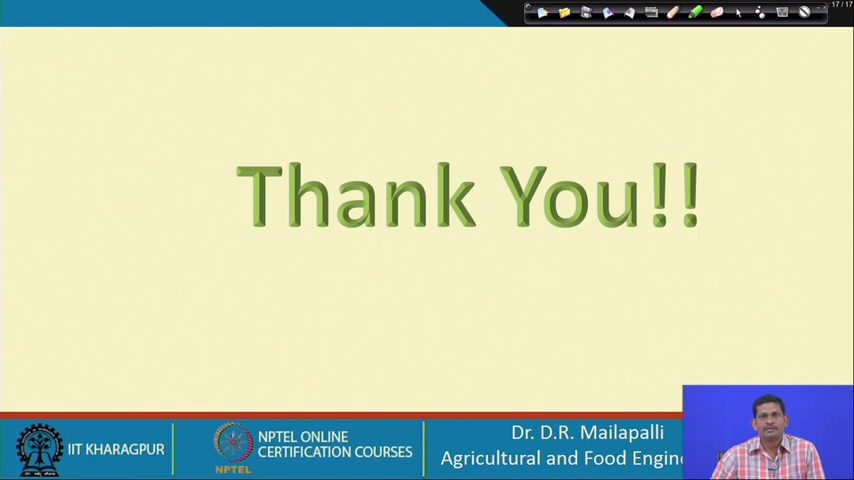 17 / 17
Thank You!!
IIT KHARAGPUR
NPTEL
NPTEL ONLINE
CERTIFICATION COURSES
Dr. D.R. Mailapalli
Agricultural and Food Engine